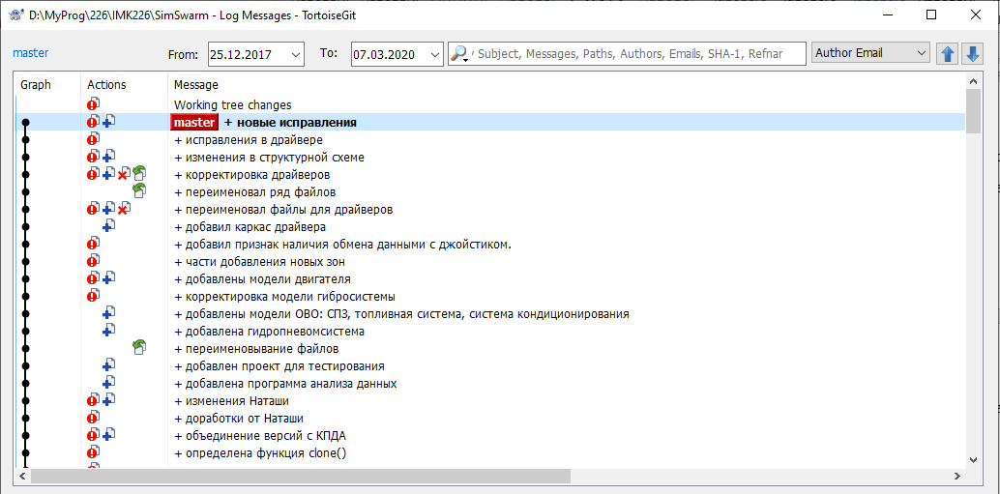 D:\MyProg\226\IMK226\SimSwarm - Log Messages - TortoiseGit
master From: 25.12.2017 To: 07.03.2020 Subject, Messages, Paths, Authors, Emails, SHA-1, Refnar Author Email
Graph Actions Message
Working tree changes
master + новые исправления
+ исправления в драйвере
+ изменения в структурной схеме
+ корректировка драйверов
+ переименовал ряд файлов
+ переименовал файлы для драйверов
+ добавил каркас драйвера
+ добавил признак наличия обмена данными с джойстиком.
+ части добавления новых зон
+ добавлены модели двигателя
+ корректировка модели гибросистемы
+ добавлены модели ОВО: СПЗ, топливная система, система кондиционирования
+ добавлена гидропневомсистема
+ переименовывание файлов
+ добавлен проект для тестирования
+ добавлена программа анализа данных
+ изменения Наташи
+ доработки от Наташи
+ объединение версий с КПДА
+ определена функция clone()